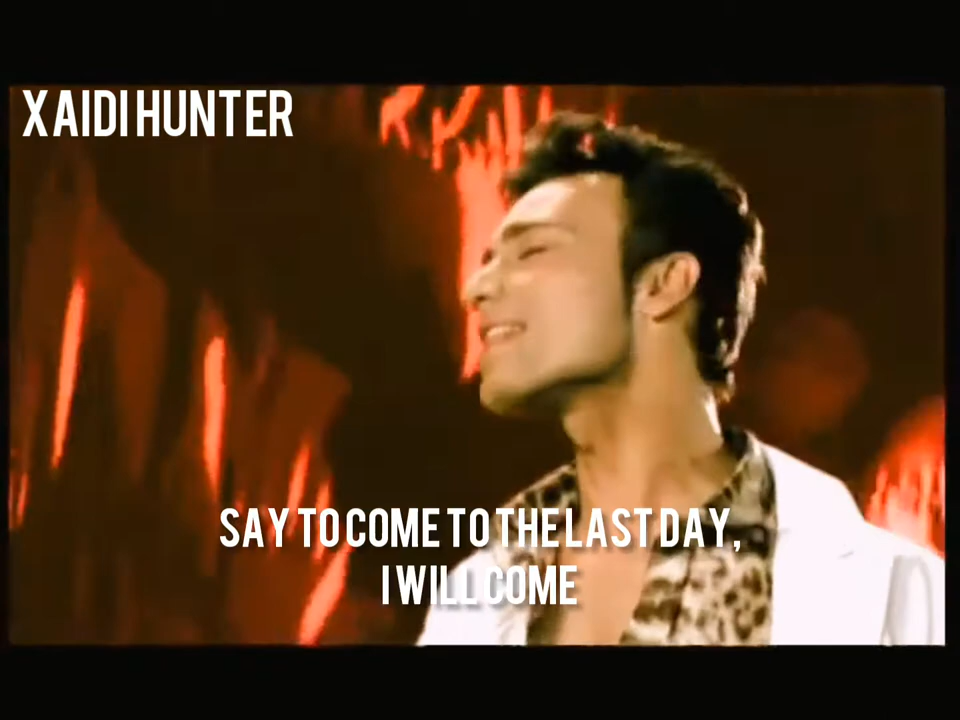 XAIDI HUNTER
SAY TO COME TO THE LAST DAY,
I WILL COME